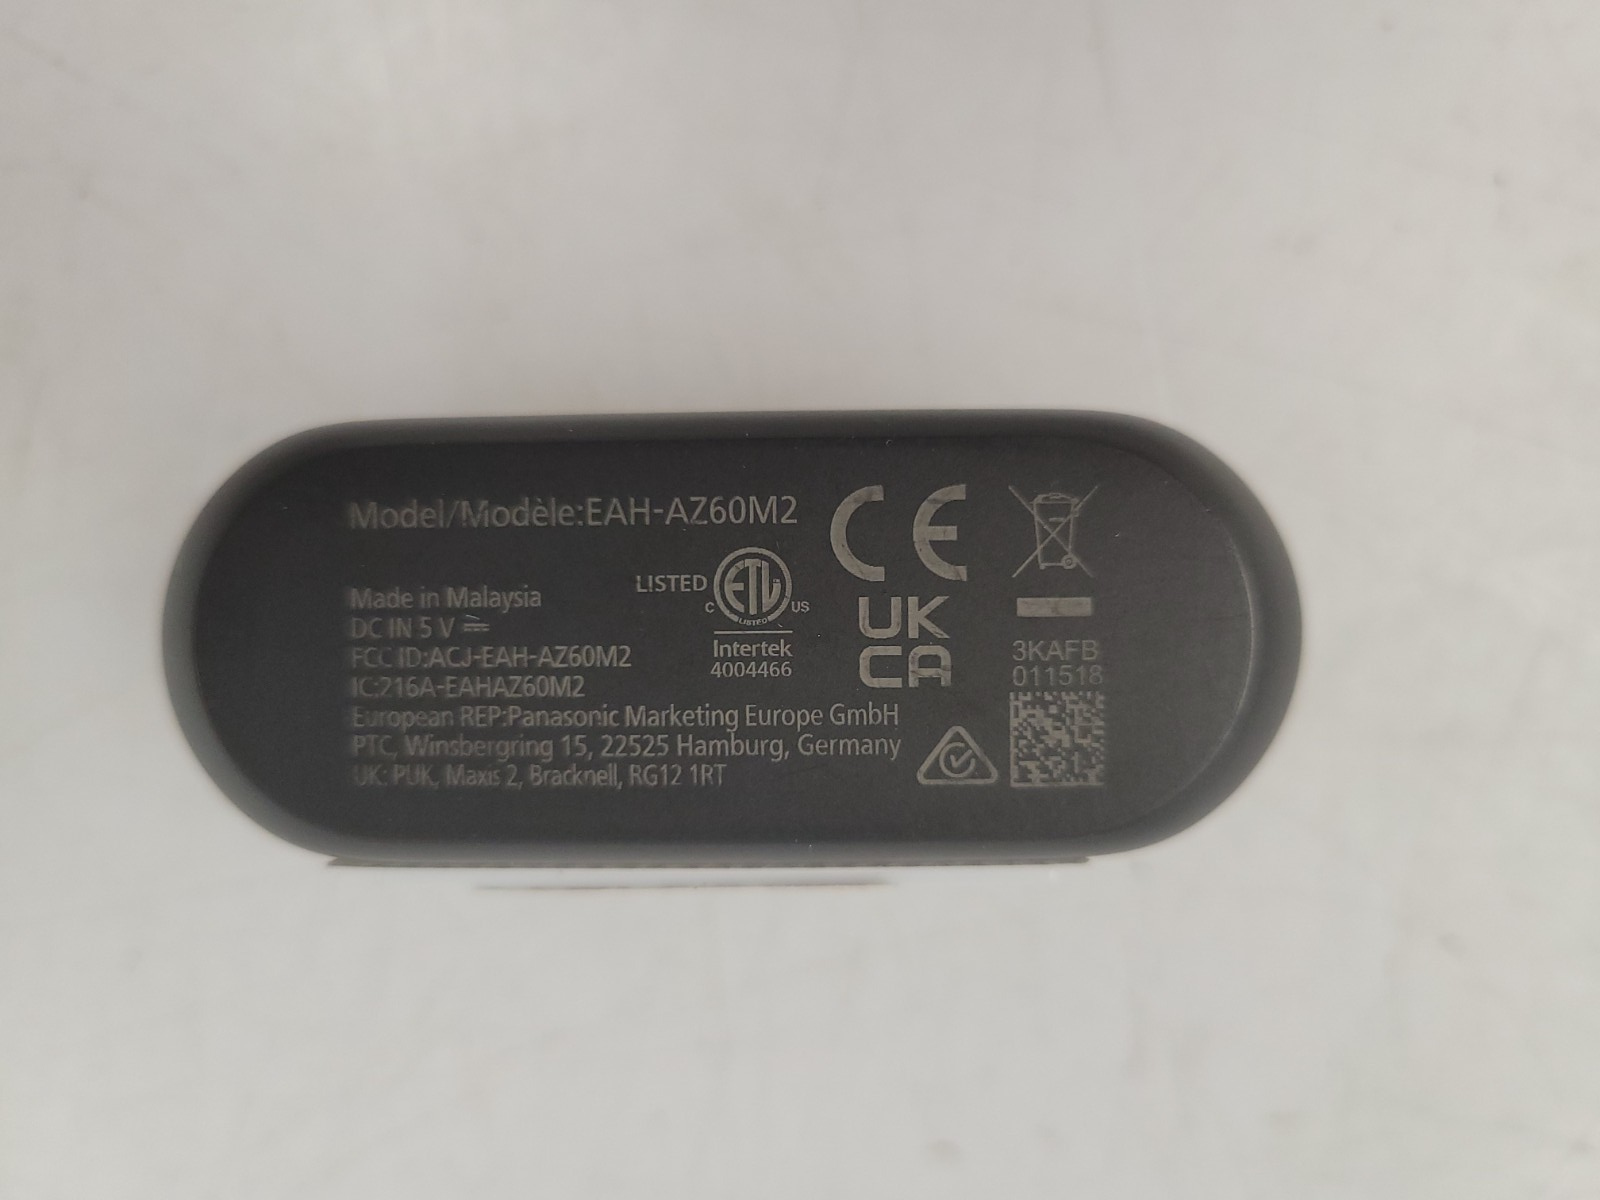 Model/Modèle:EAH-AZ60M2
CE
LISTED
ETL
LISTED
C US
Intertek
4004466
Made in Malaysia
DC IN 5 V
FCC ID:ACJ-EAH-AZ60M2
IC:216A-EAHAZ60M2
European REP:Panasonic Marketing Europe GmbH
PTC, Winsbergring 15, 22525 Hamburg, Germany
UK: PUK, Maxis 2, Bracknell, RG12 1RT
UK
CA
3KAFB
011518